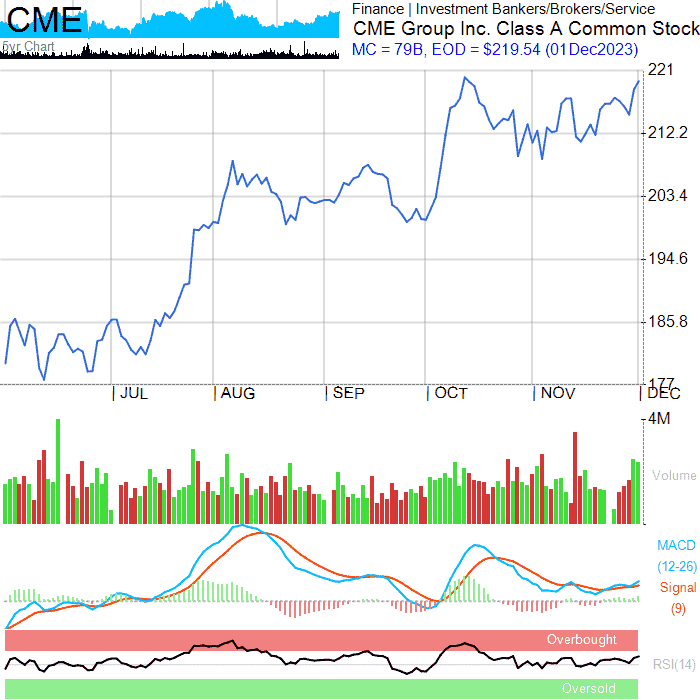 CME
5yr Chart
Finance | Investment Bankers/Brokers/Service
CME Group Inc. Class A Common Stock
MC = 79B, EOD = $219.54 (01Dec2023)
221
212.2
203.4
194.6
185.8
177
JUL AUG SEP OCT NOV DEC
4M
Volume
MACD
(12-26)
Signal
(9)
Overbought
RSI(14)
Oversold